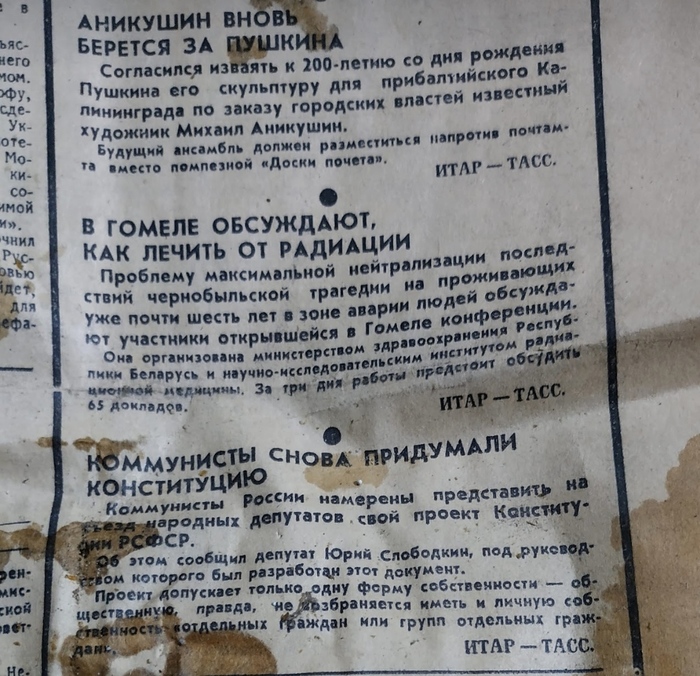 АНИКУШИН ВНОВЬ
БЕРЕТСЯ ЗА ПУШКИНА
Согласился изваять к 200-летию со дня рождения
Пушкина его скульптуру для прибалтийского Ка-
лининграда по заказу городских властей известный
художник Михаил Аникушин.
Будущий ансамбль должен разместиться напротив почтам-
та вместо помпезной «Доски почета».
ИТАР — ТАСС.
В ГОМЕЛЕ ОБСУЖДАЮТ,
КАК ЛЕЧИТЬ ОТ РАДИАЦИИ
Проблему максимальной нейтрализации послед-
ствий чернобыльской трагедии на проживающих
уже почти шесть лет в зоне аварии людей обсужда-
ют участники открывшейся в Гомеле конференции.
Она организована министерством здравоохранения Респуб-
лики Беларусь и научно-исследовательским институтом радиа-
ционной медицины. За три дня работы предстоит обсудить
65 докладов.
ИТАР — ТАСС.
КОММУНИСТЫ СНОВА ПРИДУМАЛИ
КОНСТИТУЦИЮ
Коммунисты России намерены представить на
съезд народных депутатов свой проект Конститу-
ции РСФСР.
Об этом сообщил депутат Юрий Слободкин, под руковод-
ством которого был разработан этот документ.
Проект допускает только одну форму собственности — об-
щественную, правда, не возбраняется иметь и личную соб-
ственность «отдельных граждан или групп отдельных граж-
дан».
ИТАР — ТАСС.